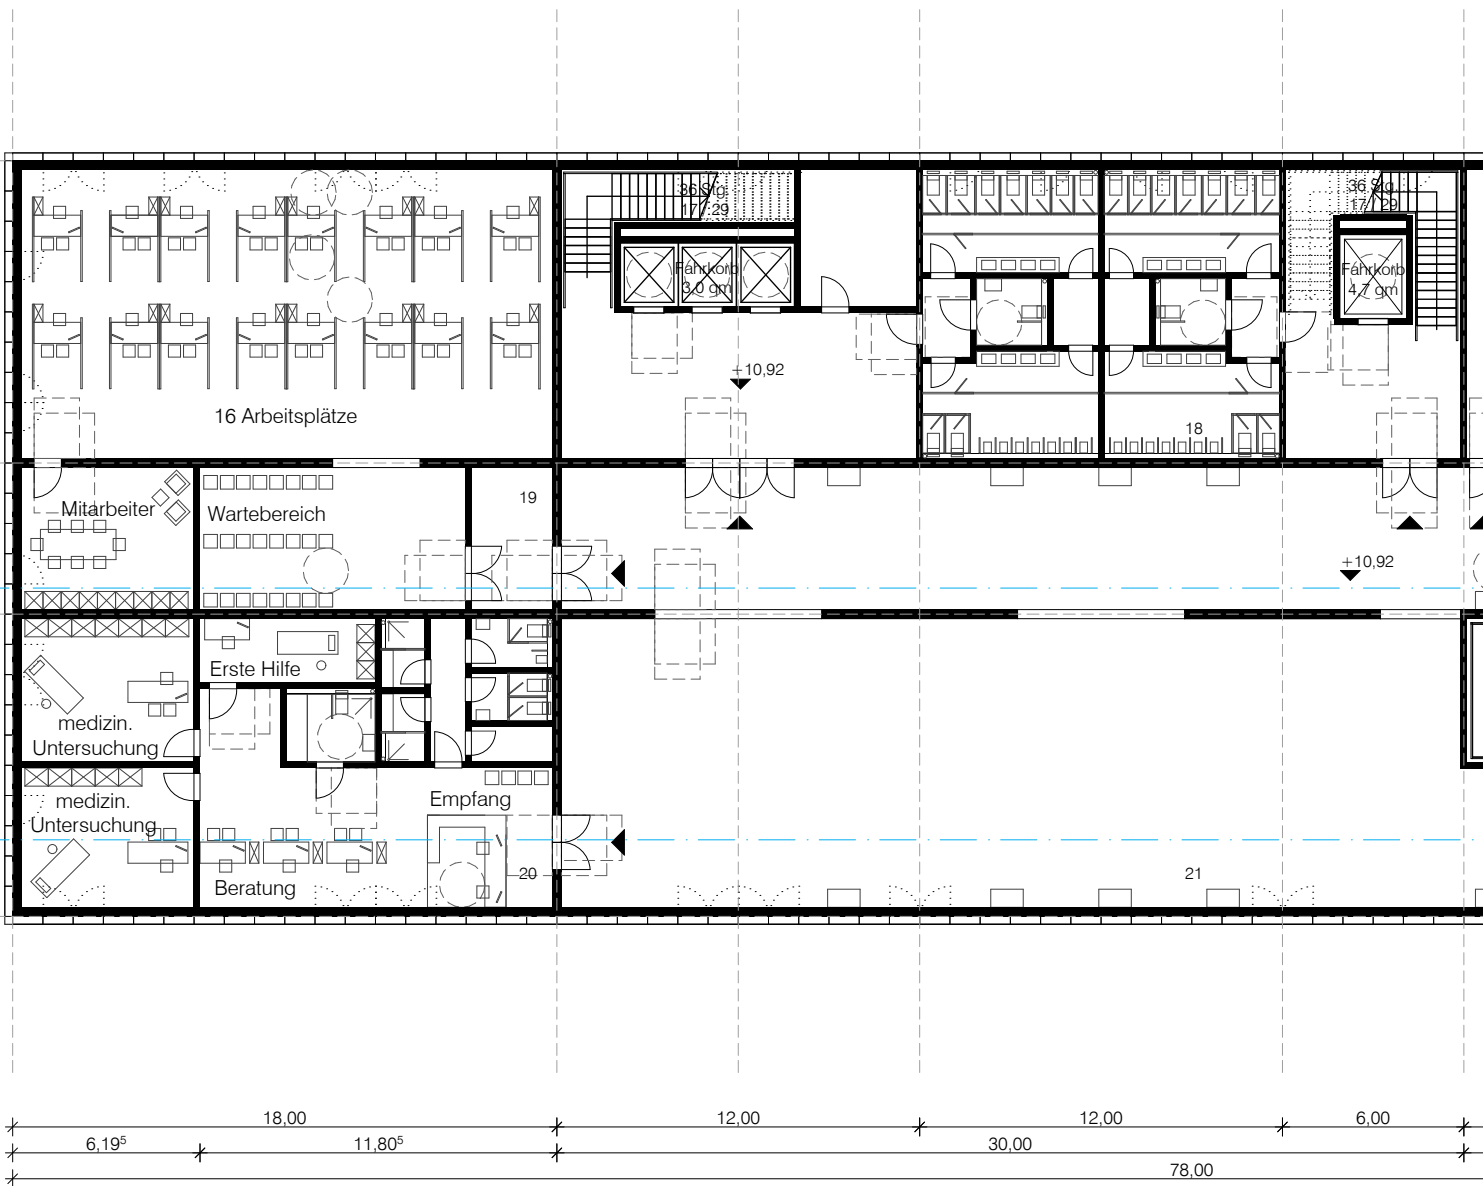 36 Stg.
17 / 29
36 Stg.
17 / 29
Fahrkorb
3,0 qm
Fahrkorb
4,7 qm
+10,92
16 Arbeitsplätze
18
Mitarbeiter
Wartebereich
19
+10,92
Erste Hilfe
medizin.
Untersuchung
medizin.
Untersuchung
Empfang
Beratung
20
21
18,00
12,00
12,00
6,00
6,19⁵
11,80⁵
30,00
78,00